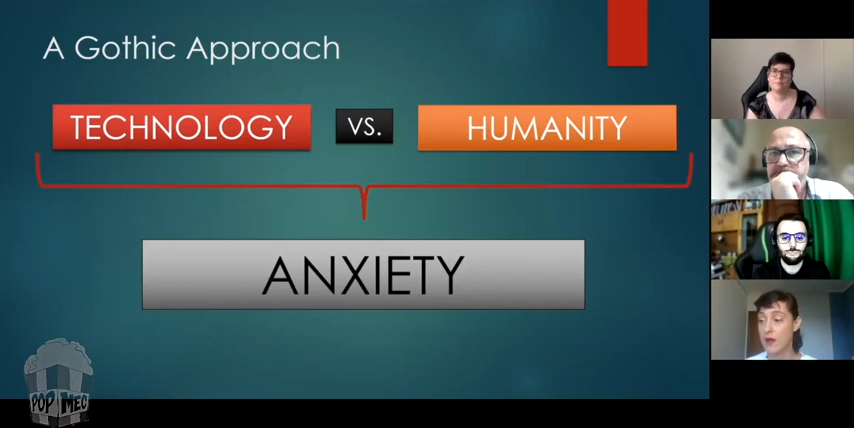 A Gothic Approach
TECHNOLOGY
VS.
HUMANITY
ANXIETY
POP MEC